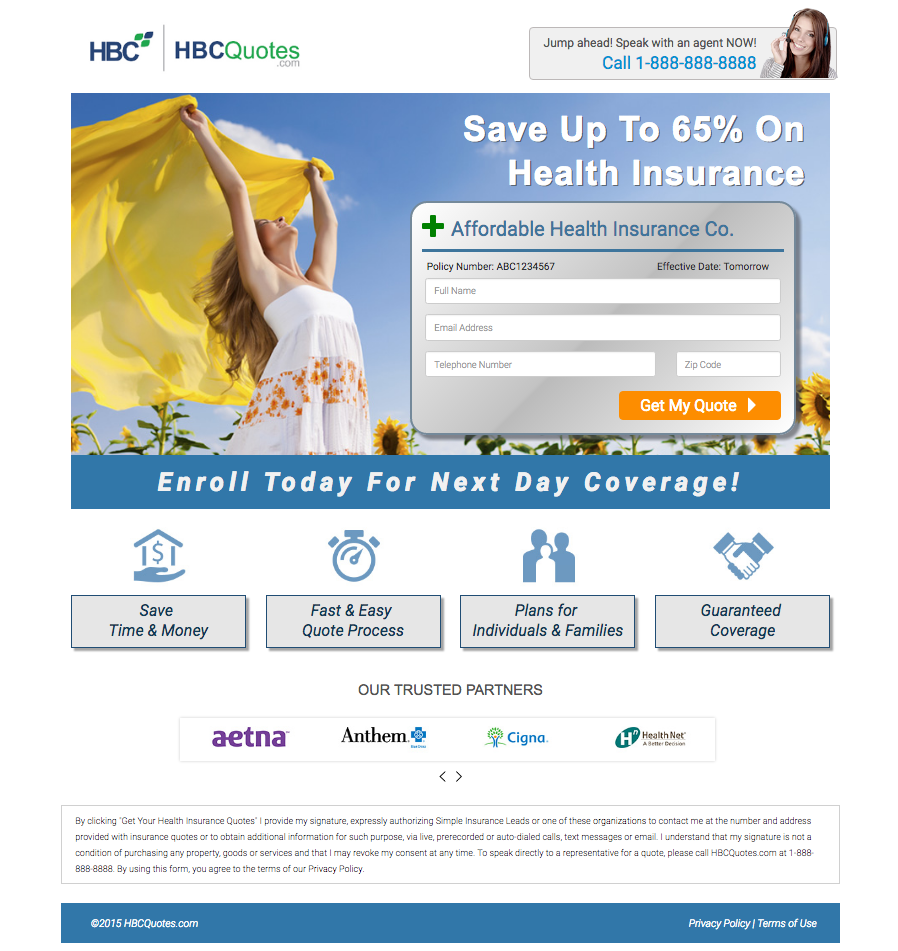 HBC
HBCQuotes
.com
Jump ahead! Speak with an agent NOW!
Call 1-888-888-8888
Save Up To 65% On
Health Insurance
Affordable Health Insurance Co.
Policy Number: ABC1234567
Effective Date: Tomorrow
Full Name
Email Address
Telephone Number
Zip Code
Get My Quote
Enroll Today For Next Day Coverage!
Save
Time & Money
Fast & Easy
Quote Process
Plans for
Individuals & Families
Guaranteed
Coverage
OUR TRUSTED PARTNERS
aetna
Anthem
Cigna
Hn Health Net
A Better Decision
By clicking "Get Your Health Insurance Quotes" I provide my signature, expressly authorizing Simple Insurance Leads or one of these organizations to contact me at the number and address
provided with insurance quotes or to obtain additional information for such purpose, via live, prerecorded or auto-dialed calls, text messages or email. I understand that my signature is not a
condition of purchasing any property, goods or services and that I may revoke my consent at any time. To speak directly to a representative for a quote, please call HBCQuotes.com at 1-888-
888-8888. By using this form, you agree to the terms of our Privacy Policy.
©2015 HBCQuotes.com
Privacy Policy | Terms of Use